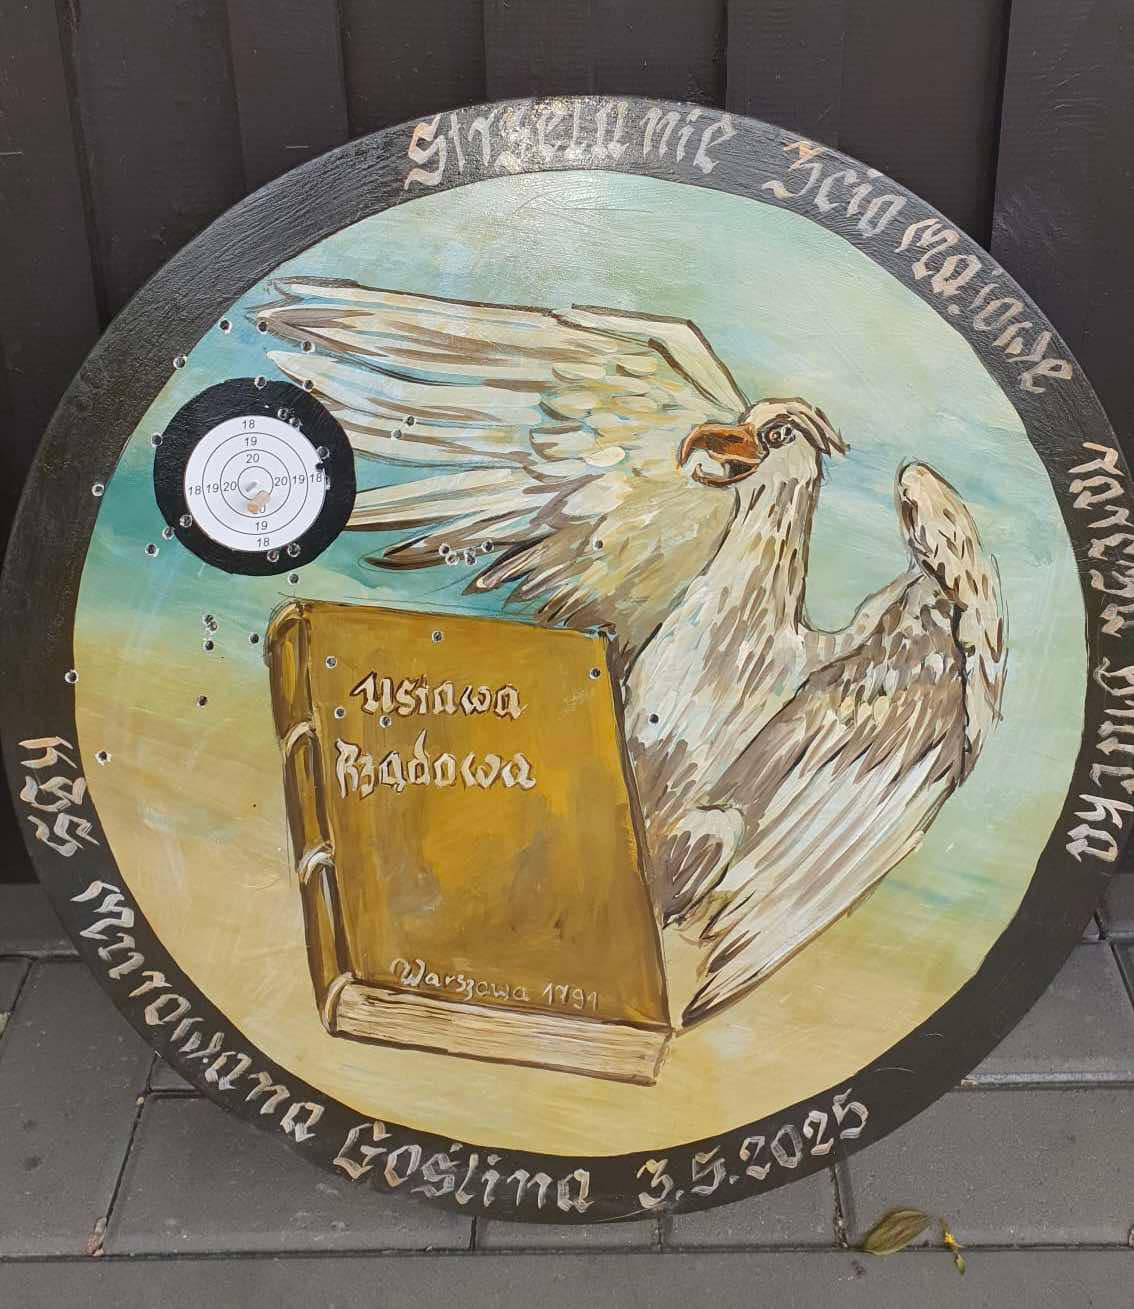 Strzelanie 3cio Majowe
18
19
20
18 19 20 20 19 18
19
18
Ustawa
Rządowa
Warszawa 1791
KBS Murowana Goślina 3.5.2025